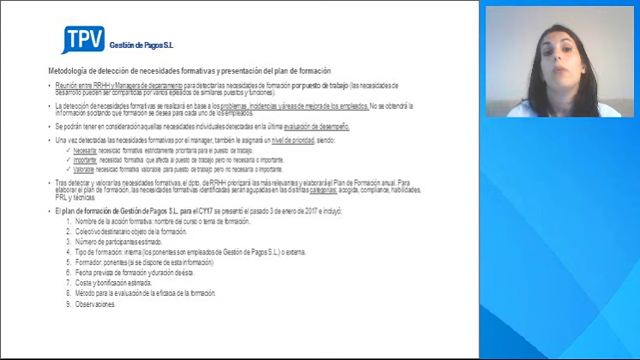 TPV
Gestión de Pagos S.L
Metodología de detección de necesidades formativas y presentación del plan de formación
Reunión entre RRHH y Managers de departamento para detectar las necesidades de formación por puesto de trabajo (las necesidades de
desarrollo pueden ser compartidas por varios epleados de similares puestos y funciones).
La detección de necesidades formativas se realizará en base a los problemas, incidencias y áreas de mejora de los empleados. No se obtendrá la
información solicitando que formación se desea para cada uno de los empleados.
Se podrán tener en consideración aquellas necesidades individuales detectadas en la última evaluación de desempeño.
Una vez detectadas las necesidades formativas por el manager, también le asignará un nivel de prioridad, siendo:
✓ Necesaria: necesidad formativa estrictamente prioritaria para el puesto de trabajo.
✓ Importante: necesidad formativa que afecta al puesto de trabajo pero no necesaria o importante.
✓ Valorable: necesidad formativa valorable para puesto de trabajo pero no necesaria o importante.
Tras detectar y valorar las necesidades formativas, el dpto. de RRHH priorizará las más relevantes y elaborará el Plan de Formación anual. Para
elaborar el plan de formación, las necesidades formativas identificadas serán agrupadas en las distintas categorías: acogida, compliance, habilidades,
PRL y técnicas.
El plan de formación de Gestión de Pagos S.L. para el CY17 se presentó el pasado 3 de enero de 2017 e incluyó:
1. Nombre de la acción formativa: nombre del curso o tema de formación.
2. Colectivo destinatario objeto de la formación.
3. Número de participantes estimado.
4. Tipo de formación: interna (los ponentes son empleados de Gestión de Pagos S.L.) o externa.
5. Formador: ponentes (si se dispone de esta información)
6. Fecha prevista de formación y duración de ésta.
7. Coste y bonificación estimada.
8. Método para la evaluación de la eficacia de la formación.
9. Observaciones.